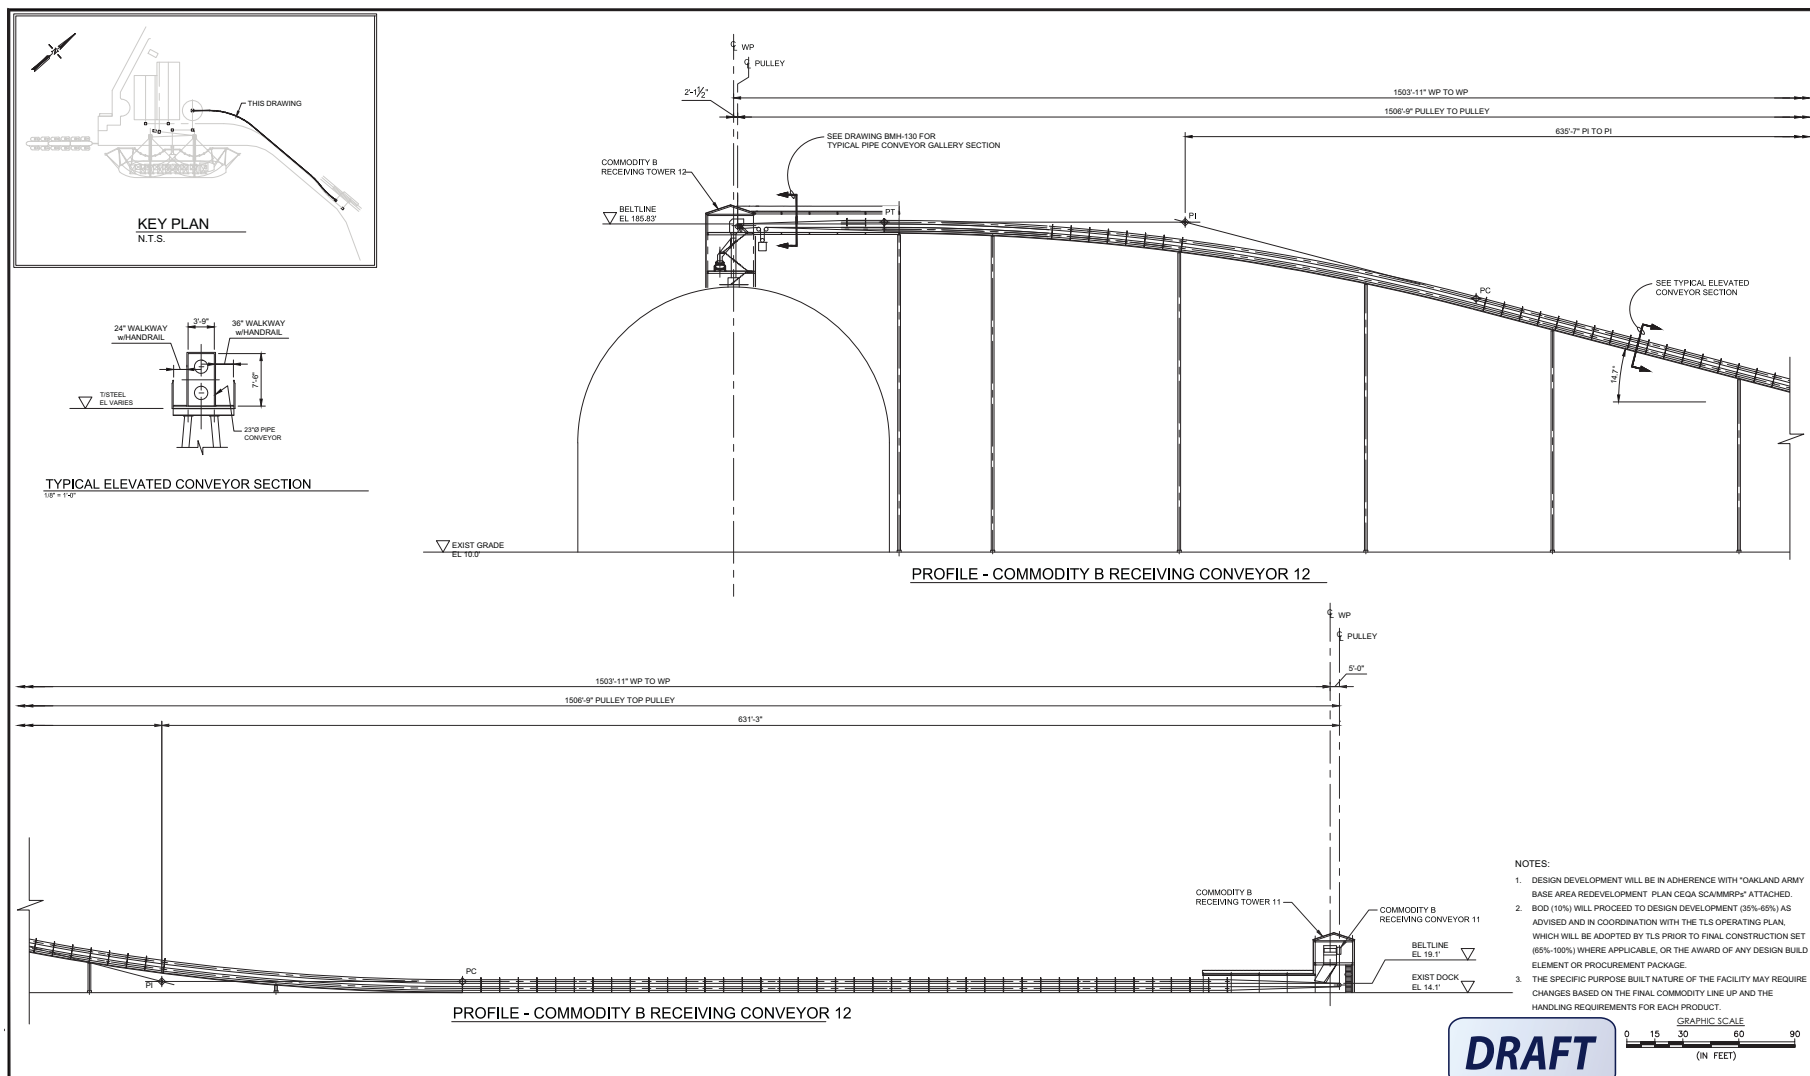 THIS DRAWING
KEY PLAN
N.T.S.
24" WALKWAY
w/HANDRAIL
3'-9"
36" WALKWAY
w/HANDRAIL
7'-6"
T/STEEL
EL VARIES
23"Ø PIPE
CONVEYOR
TYPICAL ELEVATED CONVEYOR SECTION
1/8" = 1'-0"
℄ WP
℄ PULLEY
2'-1½"
1503'-11" WP TO WP
1506'-9" PULLEY TO PULLEY
635'-7" PI TO PI
SEE DRAWING BMH-130 FOR
TYPICAL PIPE CONVEYOR GALLERY SECTION
COMMODITY B
RECEIVING TOWER 12
BELTLINE
EL 185.83'
PT
PI
PC
SEE TYPICAL ELEVATED
CONVEYOR SECTION
14.7°
EXIST GRADE
EL 10.0'
PROFILE - COMMODITY B RECEIVING CONVEYOR 12
℄ WP
℄ PULLEY
5'-0"
1503'-11" WP TO WP
1506'-9" PULLEY TOP PULLEY
631'-3"
COMMODITY B
RECEIVING TOWER 11
COMMODITY B
RECEIVING CONVEYOR 11
BELTLINE
EL 19.1'
EXIST DOCK
EL 14.1'
PI
PC
PROFILE - COMMODITY B RECEIVING CONVEYOR 12
NOTES:
1. DESIGN DEVELOPMENT WILL BE IN ADHERENCE WITH "OAKLAND ARMY
BASE AREA REDEVELOPMENT PLAN CEQA SCA/MMRPs" ATTACHED.
2. BOD (10%) WILL PROCEED TO DESIGN DEVELOPMENT (35%-65%) AS
ADVISED AND IN COORDINATION WITH THE TLS OPERATING PLAN,
WHICH WILL BE ADOPTED BY TLS PRIOR TO FINAL CONSTRUCTION SET
(65%-100%) WHERE APPLICABLE, OR THE AWARD OF ANY DESIGN BUILD
ELEMENT OR PROCUREMENT PACKAGE.
3. THE SPECIFIC PURPOSE BUILT NATURE OF THE FACILITY MAY REQUIRE
CHANGES BASED ON THE FINAL COMMODITY LINE UP AND THE
HANDLING REQUIREMENTS FOR EACH PRODUCT.
GRAPHIC SCALE
0 15 30 60 90
(IN FEET)
DRAFT